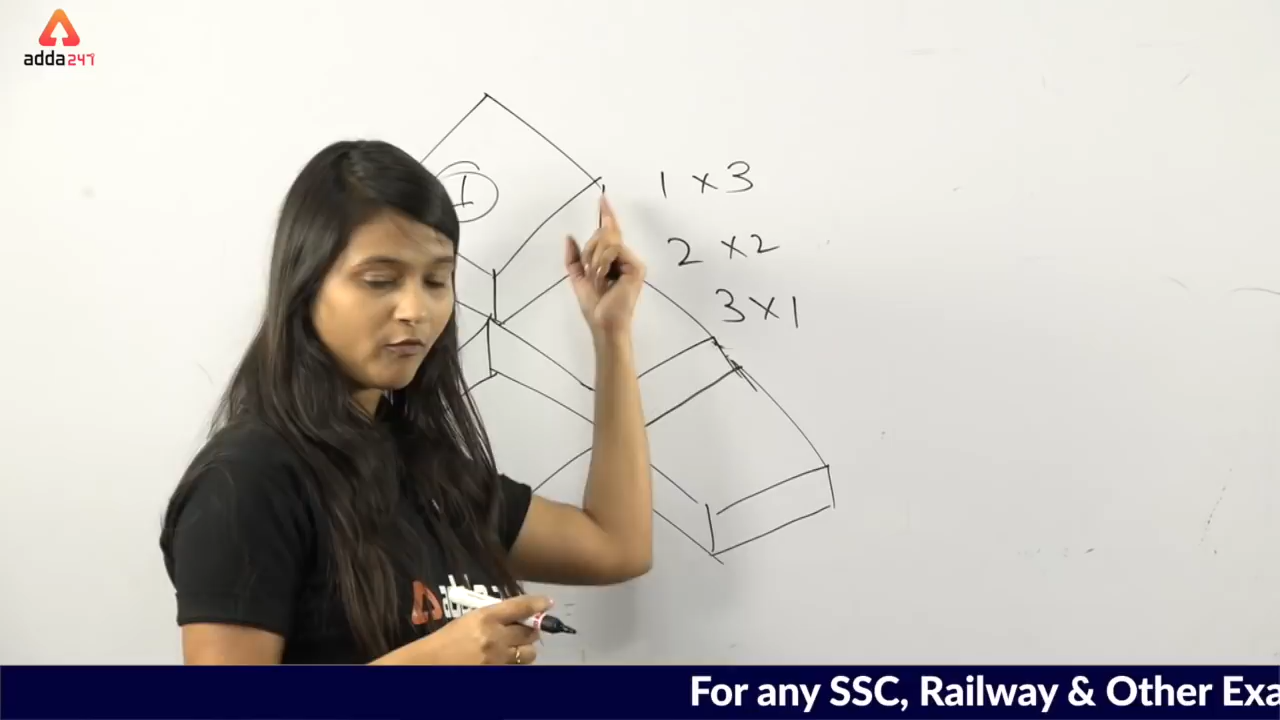 adda247
1
1 x 3
2 x 2
3 x 1
For any SSC, Railway & Other Exa